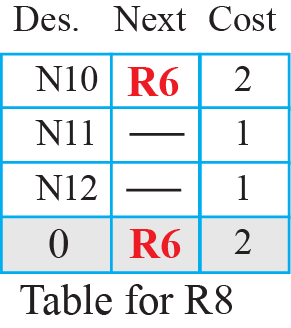 Des. Next Cost
N10 R6 2
N11 — 1
N12 — 1
0 R6 2
Table for R8